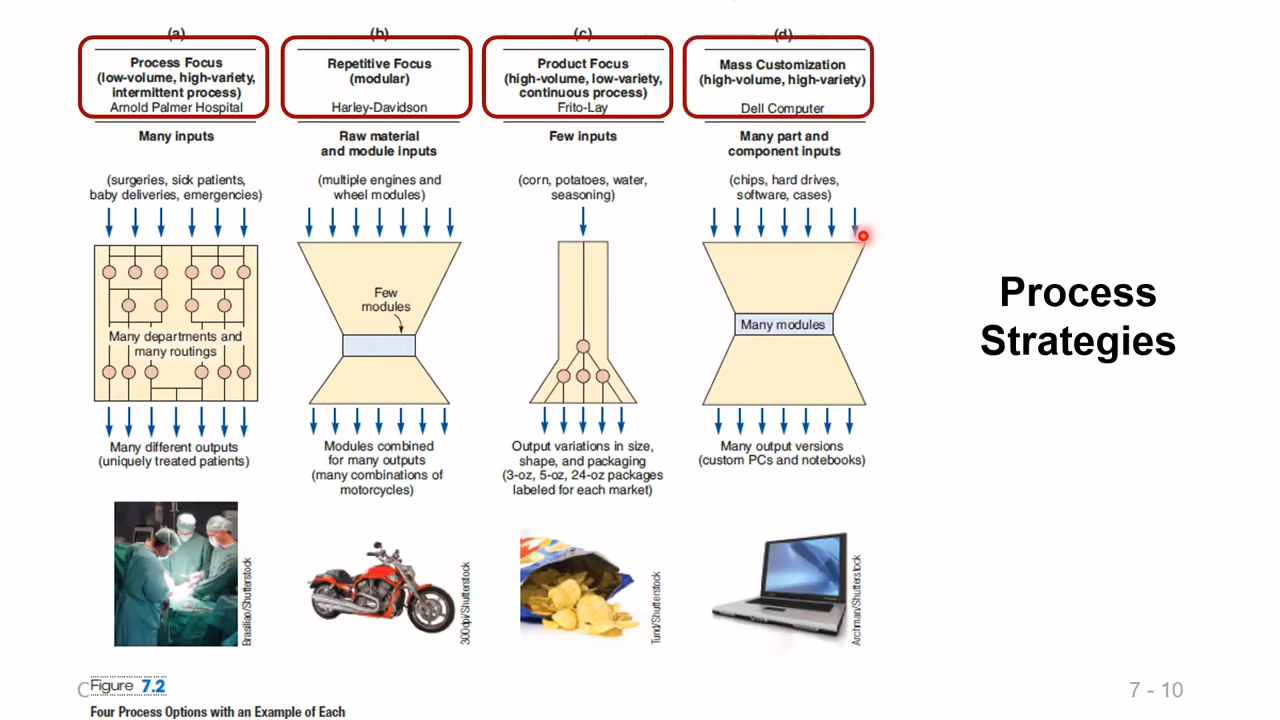 (a)
Process Focus
(low-volume, high-variety,
intermittent process)
Arnold Palmer Hospital
Many inputs
(surgeries, sick patients,
baby deliveries, emergencies)
Many departments and
many routings
Many different outputs
(uniquely treated patients)
Brasiliao/Shutterstock
(b)
Repetitive Focus
(modular)
Harley-Davidson
Raw material
and module inputs
(multiple engines and
wheel modules)
Few
modules
Modules combined
for many outputs
(many combinations of
motorcycles)
300dpi/Shutterstock
(c)
Product Focus
(high-volume, low-variety,
continuous process)
Frito-Lay
Few inputs
(corn, potatoes, water,
seasoning)
Output variations in size,
shape, and packaging
(3-oz, 5-oz, 24-oz packages
labeled for each market)
Tund/Shutterstock
(d)
Mass Customization
(high-volume, high-variety)
Dell Computer
Many part and
component inputs
(chips, hard drives,
software, cases)
Many modules
Many output versions
(custom PCs and notebooks)
Archman/Shutterstock
Process
Strategies
Figure 7.2
Four Process Options with an Example of Each
7 - 10